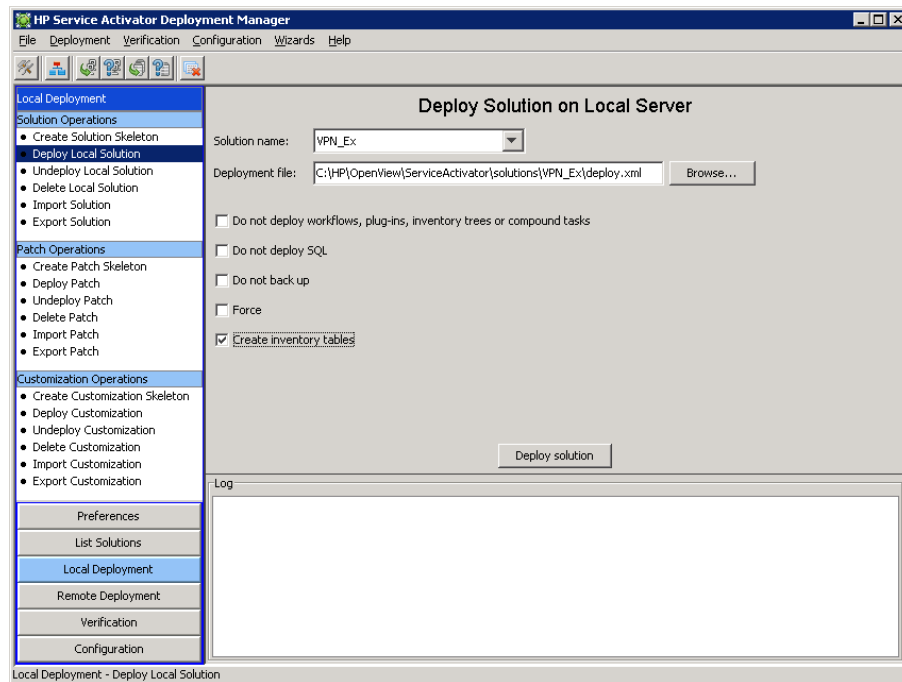 HP Service Activator Deployment Manager
File Deployment Verification Configuration Wizards Help
Local Deployment
Solution Operations
Create Solution Skeleton
Deploy Local Solution
Undeploy Local Solution
Delete Local Solution
Import Solution
Export Solution
Patch Operations
Create Patch Skeleton
Deploy Patch
Undeploy Patch
Delete Patch
Import Patch
Export Patch
Customization Operations
Create Customization Skeleton
Deploy Customization
Undeploy Customization
Delete Customization
Import Customization
Export Customization
Preferences
List Solutions
Local Deployment
Remote Deployment
Verification
Configuration
Deploy Solution on Local Server
Solution name: VPN_Ex
Deployment file: C:\HP\OpenView\ServiceActivator\solutions\VPN_Ex\deploy.xml Browse...
Do not deploy workflows, plug-ins, inventory trees or compound tasks
Do not deploy SQL
Do not back up
Force
Create inventory tables
Deploy solution
Log
Local Deployment - Deploy Local Solution